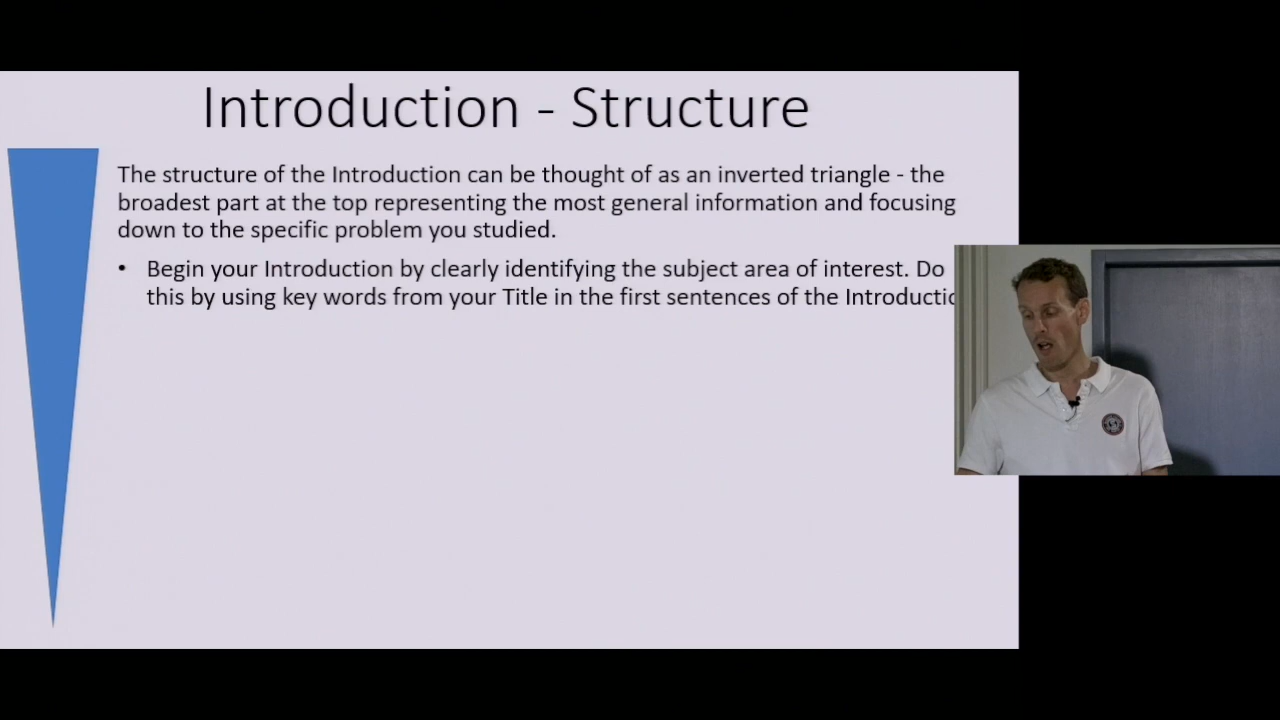 Introduction - Structure
The structure of the Introduction can be thought of as an inverted triangle - the
broadest part at the top representing the most general information and focusing
down to the specific problem you studied.
• Begin your Introduction by clearly identifying the subject area of interest. Do
this by using key words from your Title in the first sentences of the Introductio